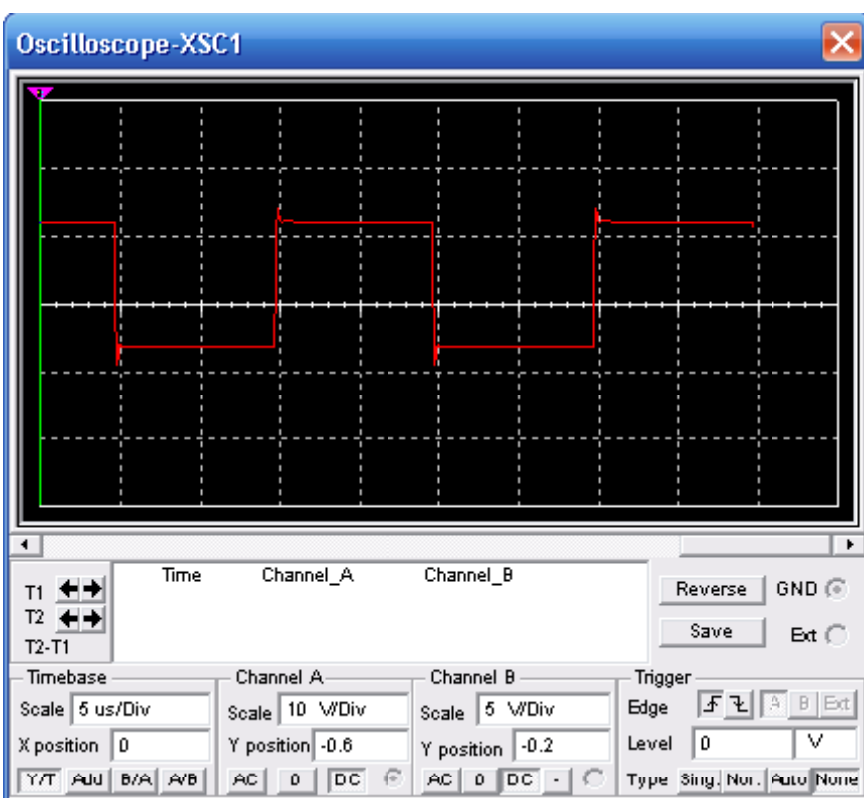 Oscilloscope-XSC1
Time Channel_A Channel_B
T1
T2
T2-T1
Reverse GND
Save Ext
Timebase Channel A Channel B Trigger
Scale 5 us/Div Scale 10 V/Div Scale 5 V/Div Edge A B Ext
X position 0 Y position -0.6 Y position -0.2 Level 0 V
Y/T Add B/A A/B AC 0 DC AC 0 DC - Type Sing. Nor. Auto None